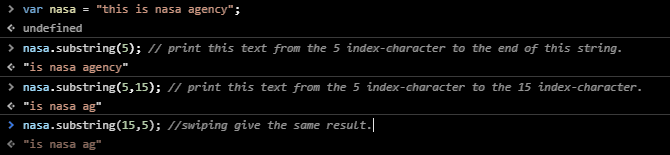 > var nasa = "this is nasa agency";
< undefined
> nasa.substring(5); // print this text from the 5 index-character to the end of this string.
< "is nasa agency"
> nasa.substring(5,15); // print this text from the 5 index-character to the 15 index-character.
< "is nasa ag"
> nasa.substring(15,5); //swiping give the same result.
< "is nasa ag"